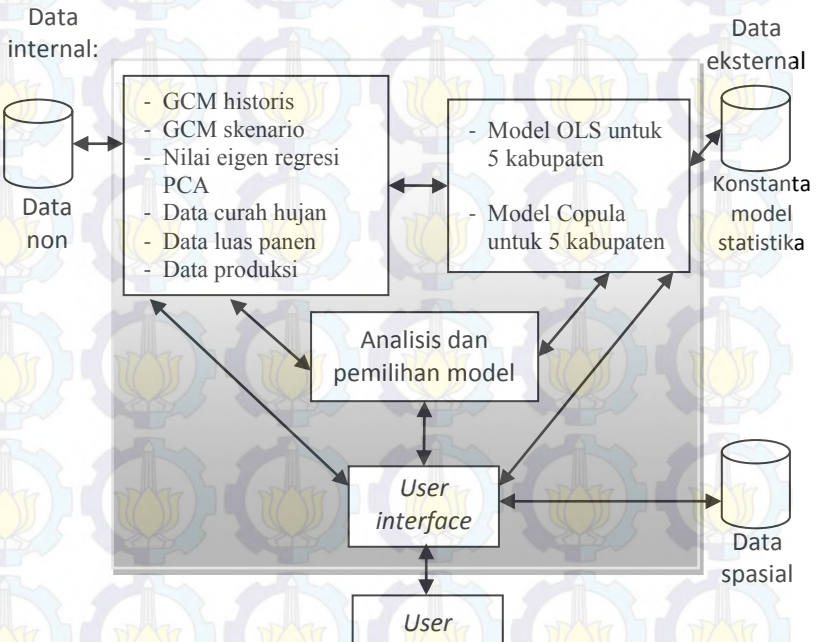 Data
internal:
Data
non
- GCM historis
- GCM skenario
- Nilai eigen regresi
PCA
- Data curah hujan
- Data luas panen
- Data produksi
- Model OLS untuk
5 kabupaten
- Model Copula
untuk 5 kabupaten
Data
eksternal
Konstanta
model
statistika
Analisis dan
pemilihan model
User
interface
Data
spasial
User